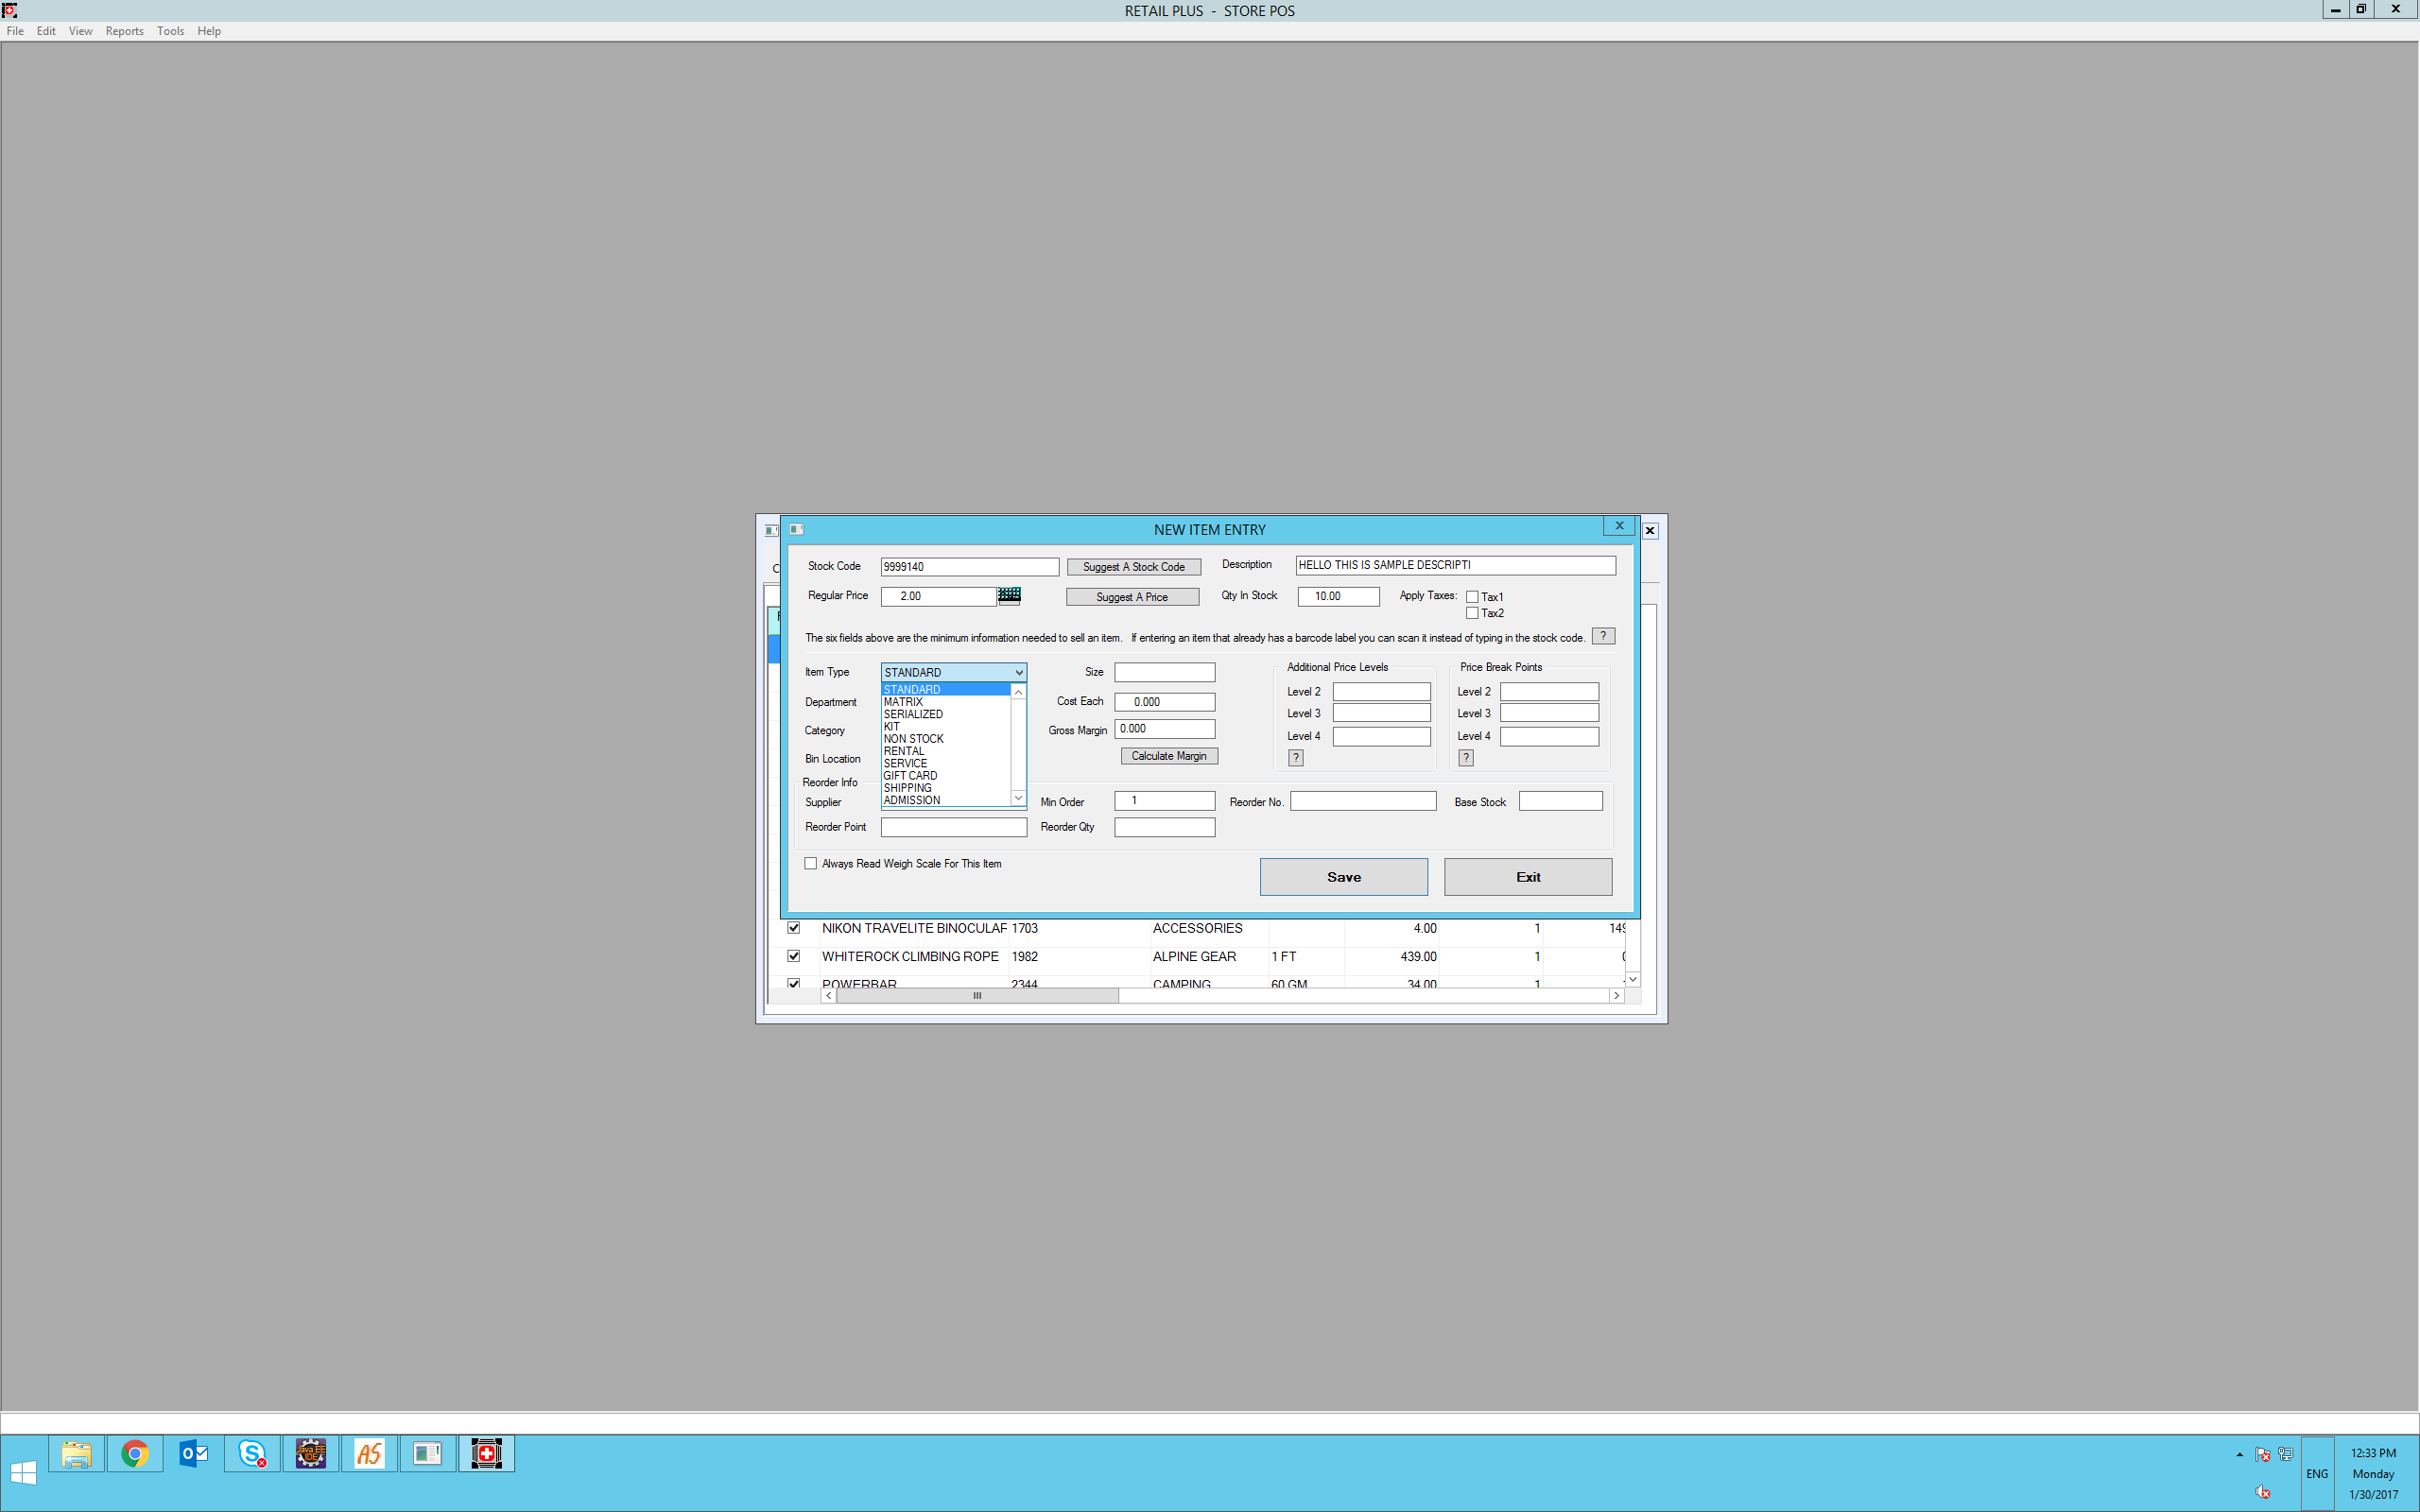 RETAIL PLUS - STORE POS
File Edit View Reports Tools Help
NEW ITEM ENTRY
Stock Code 9999140 Suggest A Stock Code Description HELLO THIS IS SAMPLE DESCRIPTI
Regular Price 2.00 Suggest A Price Qty In Stock 10.00 Apply Taxes: Tax1
Tax2
The six fields above are the minimum information needed to sell an item. If entering an item that already has a barcode label you can scan it instead of typing in the stock code. ?
Item Type STANDARD Size Additional Price Levels Price Break Points
STANDARD
MATRIX
SERIALIZED
KIT
NON STOCK
RENTAL
SERVICE
GIFT CARD
SHIPPING
ADMISSION
Department Cost Each 0.000 Level 2 Level 2
Level 3 Level 3
Category Gross Margin 0.000 Level 4 Level 4
Bin Location Calculate Margin ? ?
Reorder Info
Supplier Min Order 1 Reorder No. Base Stock
Reorder Point Reorder Qty
Always Read Weigh Scale For This Item Save Exit
NIKON TRAVELITE BINOCULAR 1703 ACCESSORIES 4.00 1 149
WHITEROCK CLIMBING ROPE 1982 ALPINE GEAR 1 FT 439.00 1
POWERBAR 2344 CAMPING 60 GM 34.00 1
12:33 PM
ENG Monday
1/30/2017